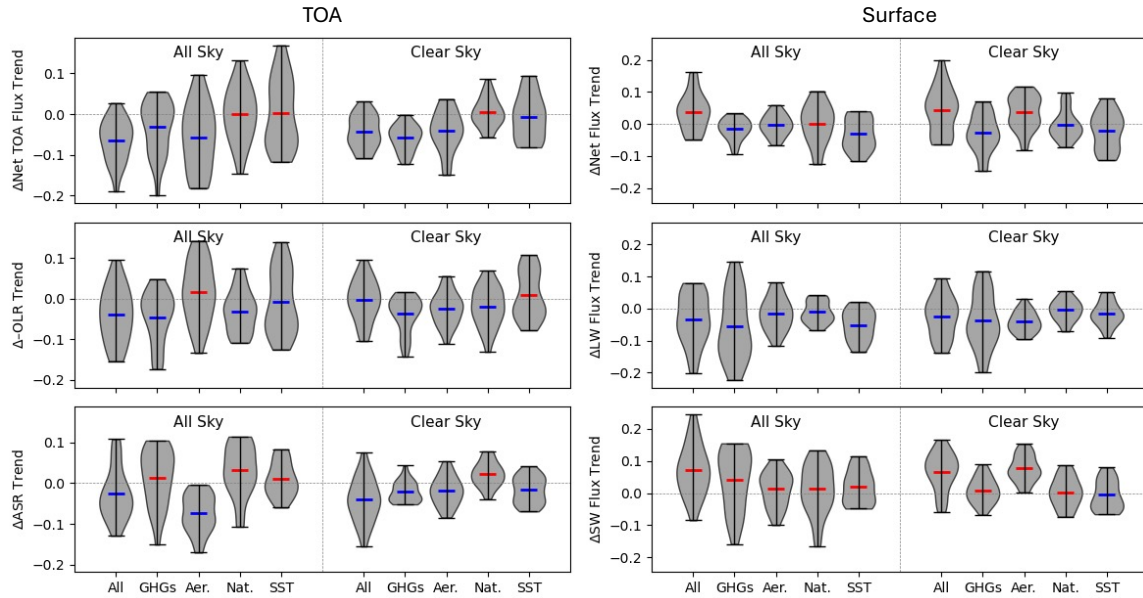 TOA
Surface
All Sky
Clear Sky
ΔNet TOA Flux Trend
0.1
0.0
−0.1
−0.2
All Sky
Clear Sky
ΔNet Flux Trend
0.2
0.1
0.0
−0.1
−0.2
All Sky
Clear Sky
Δ−OLR Trend
0.1
0.0
−0.1
−0.2
All Sky
Clear Sky
ΔLW Flux Trend
0.2
0.1
0.0
−0.1
−0.2
All Sky
Clear Sky
ΔASR Trend
0.1
0.0
−0.1
−0.2
All GHGs Aer. Nat. SST All GHGs Aer. Nat. SST
All Sky
Clear Sky
ΔSW Flux Trend
0.2
0.1
0.0
−0.1
−0.2
All GHGs Aer. Nat. SST All GHGs Aer. Nat. SST